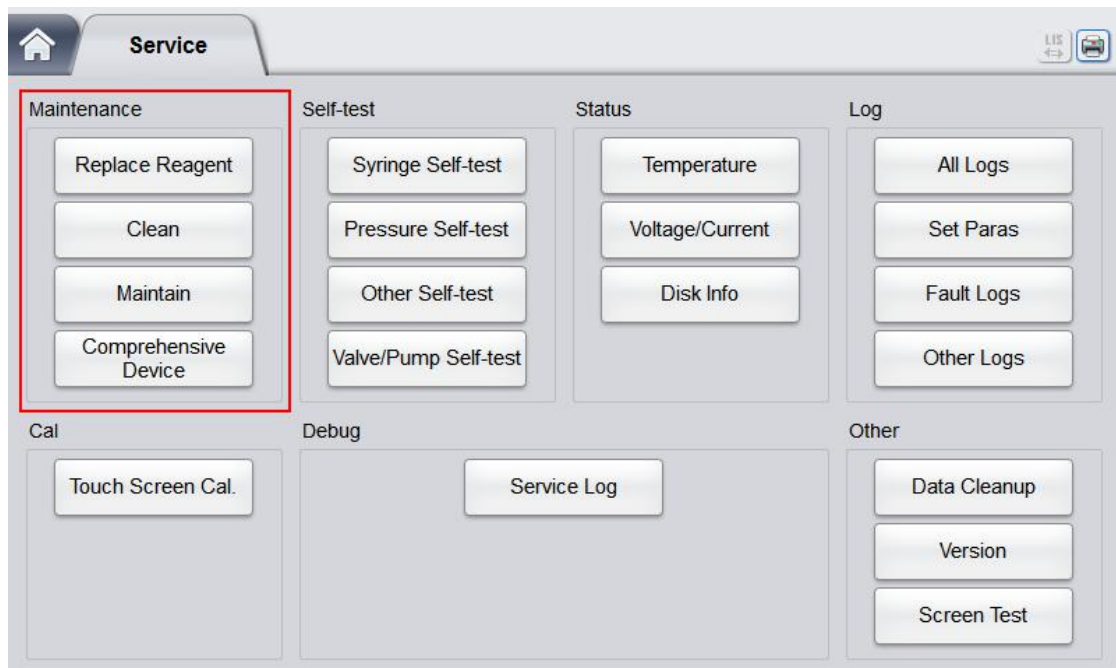 Service
LIS
Maintenance
Replace Reagent
Clean
Maintain
Comprehensive
Device
Self-test
Syringe Self-test
Pressure Self-test
Other Self-test
Valve/Pump Self-test
Status
Temperature
Voltage/Current
Disk Info
Log
All Logs
Set Paras
Fault Logs
Other Logs
Cal
Touch Screen Cal.
Debug
Service Log
Other
Data Cleanup
Version
Screen Test